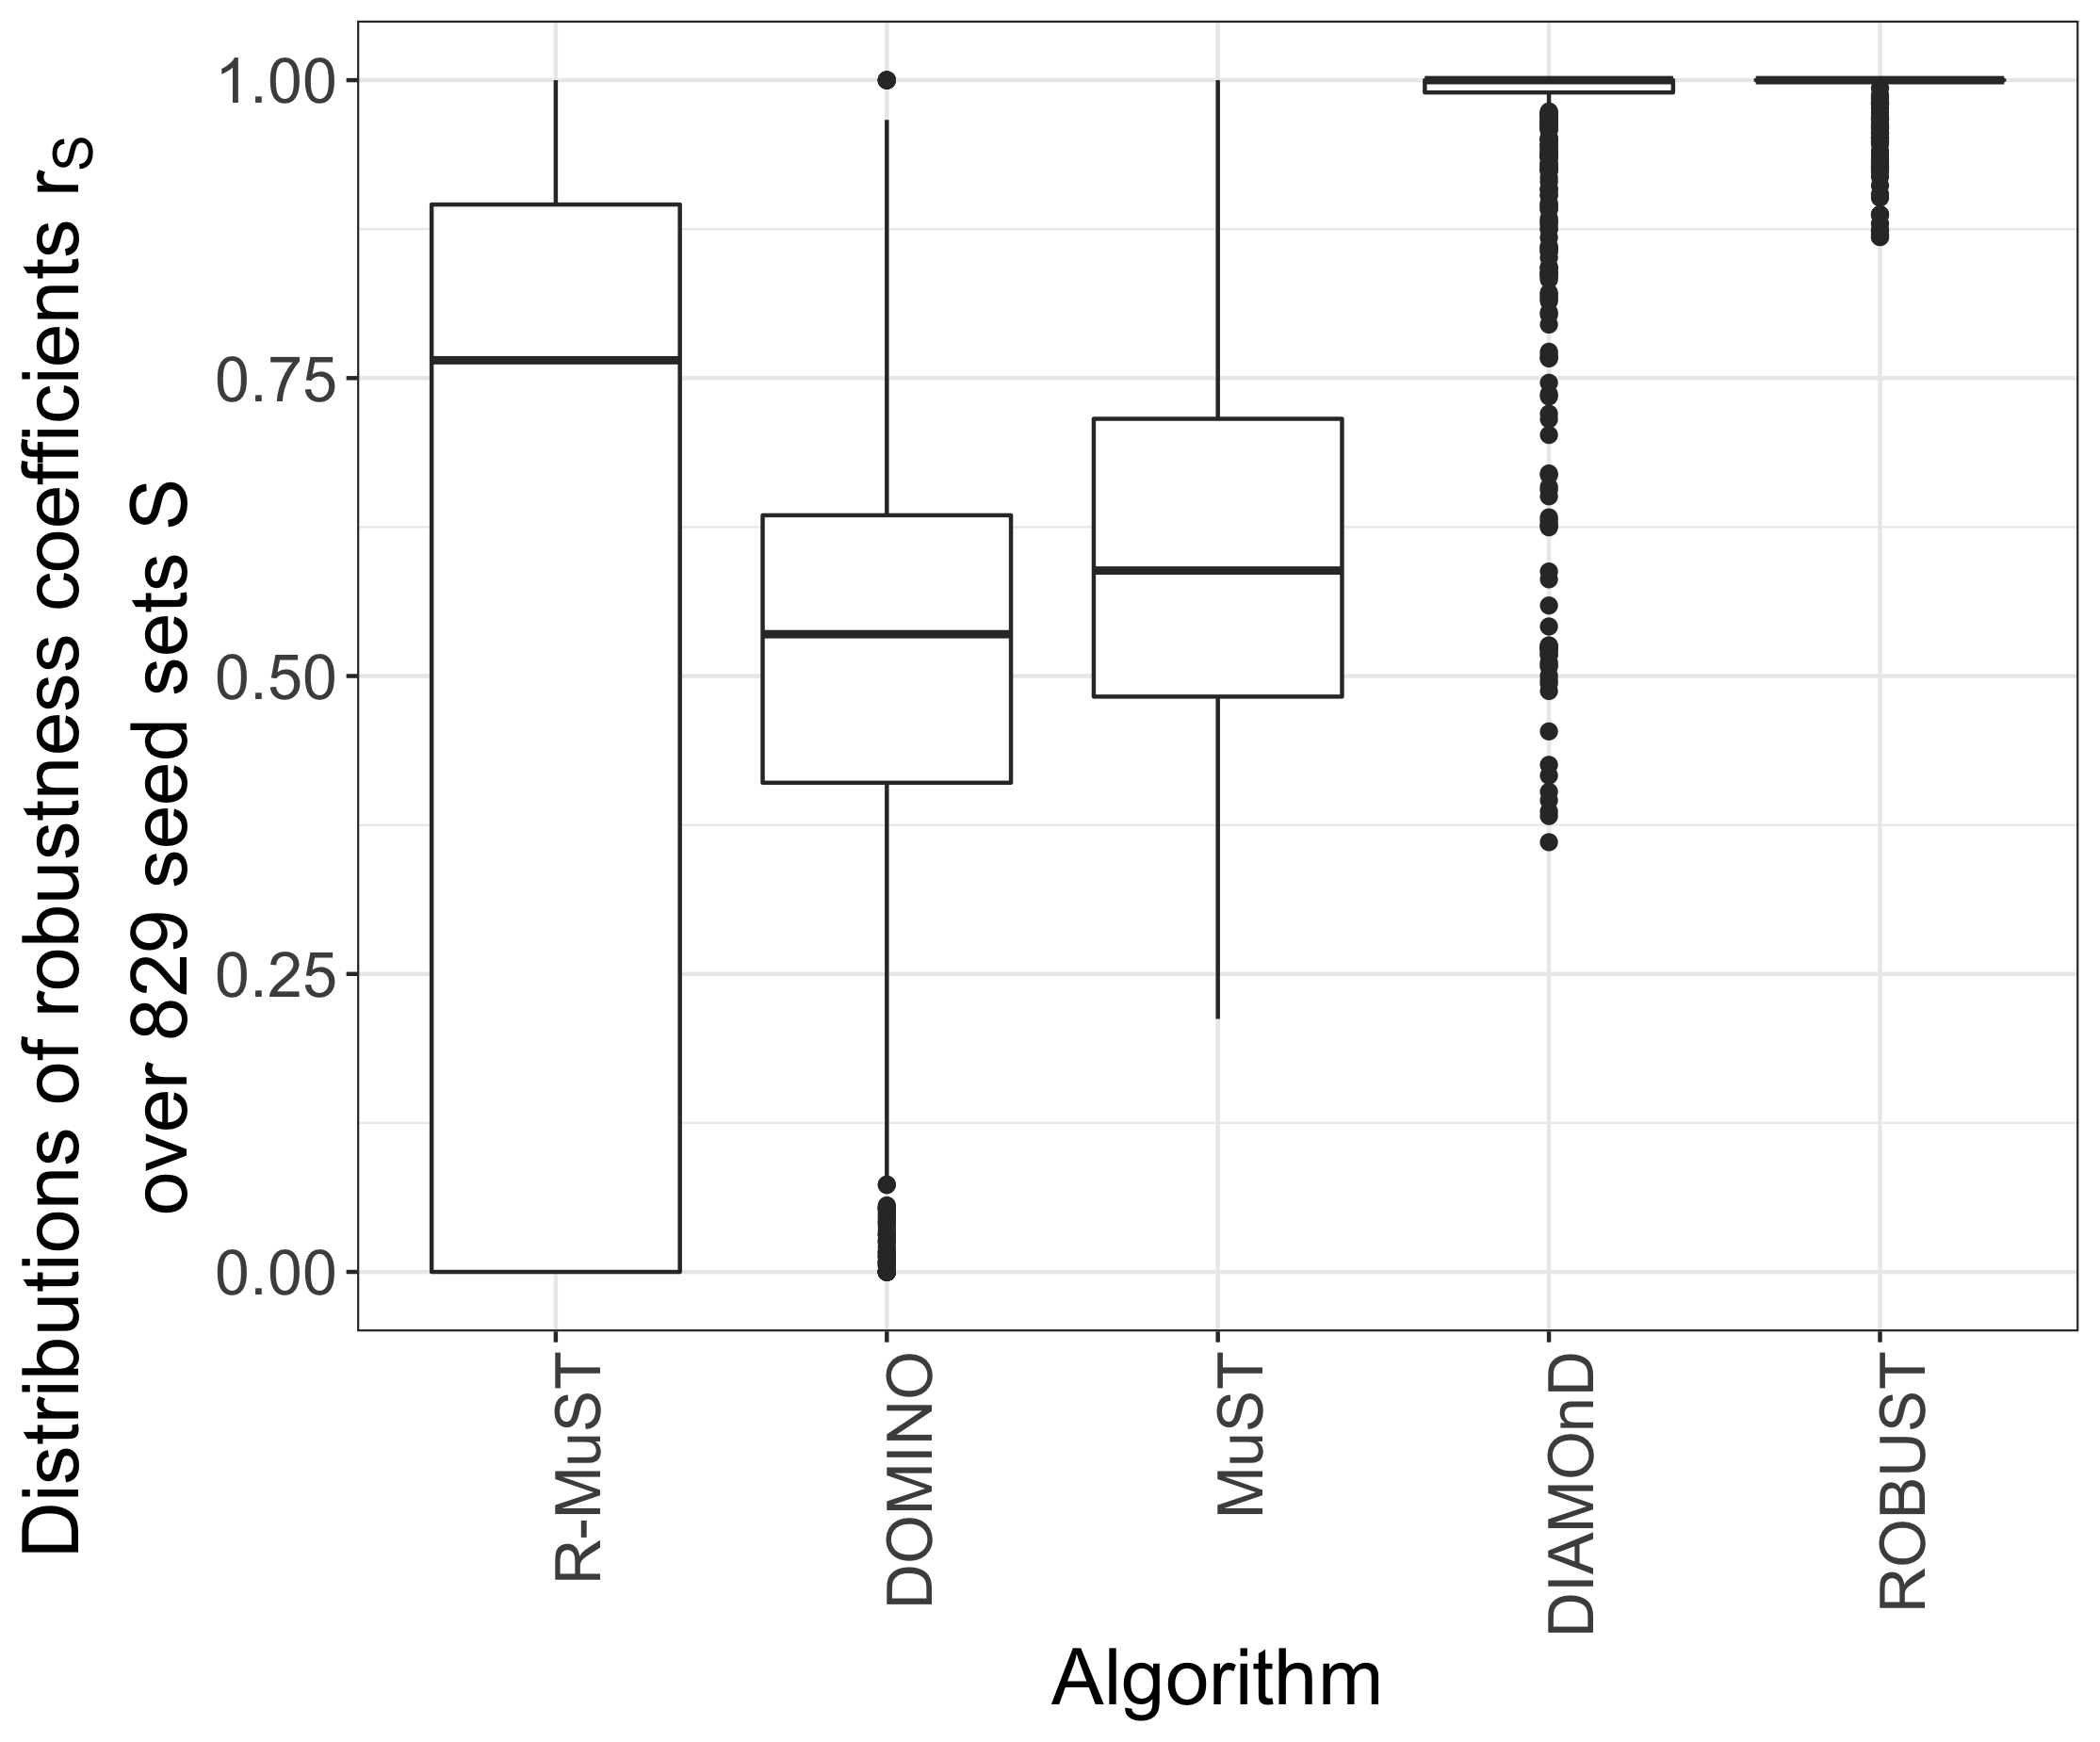 Distributions of robustness coefficients rS
over 829 seed sets S
1.00
0.75
0.50
0.25
0.00
R-MuST
DOMINO
MuST
DIAMOnD
ROBUST
Algorithm